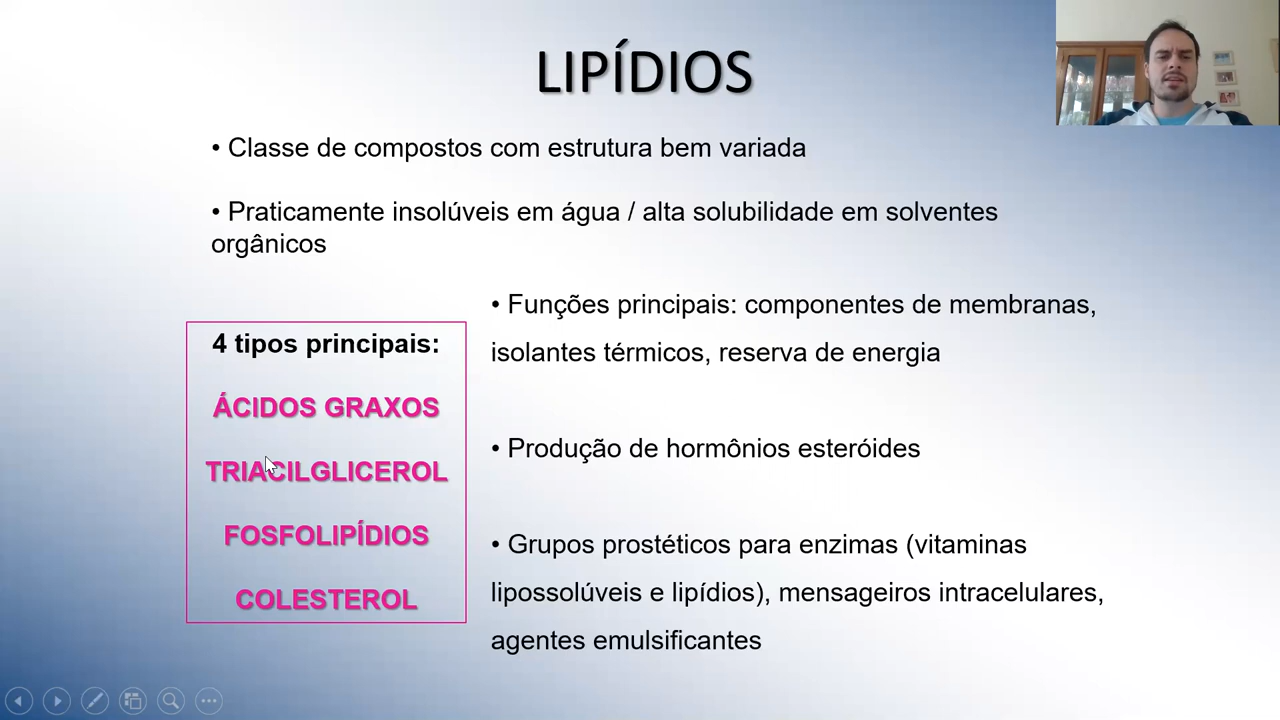 LIPÍDIOS
• Classe de compostos com estrutura bem variada
• Praticamente insolúveis em água / alta solubilidade em solventes
orgânicos
4 tipos principais:
ÁCIDOS GRAXOS
TRIACILGLICEROL
FOSFOLIPÍDIOS
COLESTEROL
• Funções principais: componentes de membranas,
isolantes térmicos, reserva de energia
• Produção de hormônios esteróides
• Grupos prostéticos para enzimas (vitaminas
lipossolúveis e lipídios), mensageiros intracelulares,
agentes emulsificantes